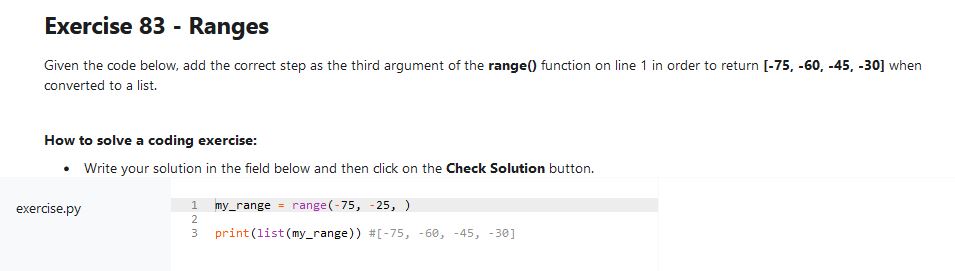 Exercise 83 - Ranges
Given the code below, add the correct step as the third argument of the range() function on line 1 in order to return [-75, -60, -45, -30] when
converted to a list.
How to solve a coding exercise:
• Write your solution in the field below and then click on the Check Solution button.
exercise.py
1 my_range = range(-75, -25, )
2
3 print(list(my_range)) #[-75, -60, -45, -30]